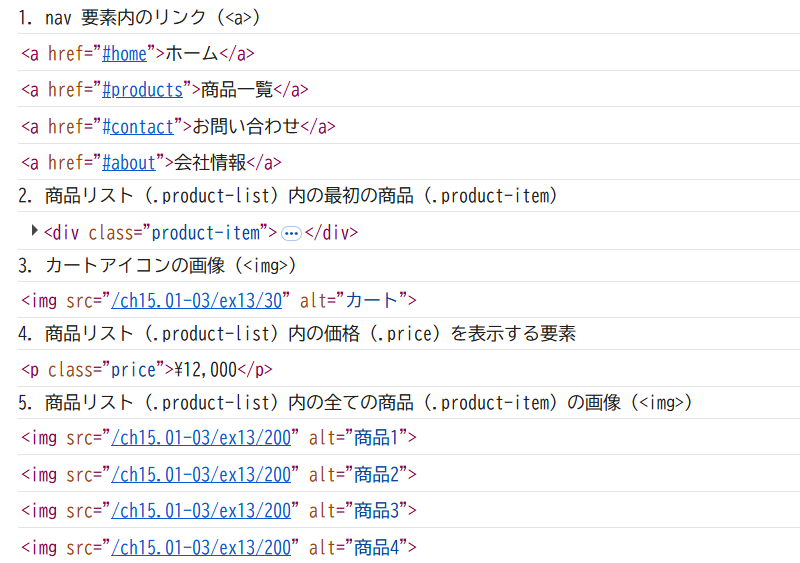 1. nav 要素内のリンク（<a>）
<a href="#home">ホーム</a>
<a href="#products">商品一覧</a>
<a href="#contact">お問い合わせ</a>
<a href="#about">会社情報</a>
2. 商品リスト（.product-list）内の最初の商品（.product-item）
▶<div class="product-item">…</div>
3. カートアイコンの画像（<img>）
<img src="/ch15.01-03/ex13/30" alt="カート">
4. 商品リスト（.product-list）内の価格（.price）を表示する要素
<p class="price">¥12,000</p>
5. 商品リスト（.product-list）内の全ての商品（.product-item）の画像（<img>）
<img src="/ch15.01-03/ex13/200" alt="商品1">
<img src="/ch15.01-03/ex13/200" alt="商品2">
<img src="/ch15.01-03/ex13/200" alt="商品3">
<img src="/ch15.01-03/ex13/200" alt="商品4">